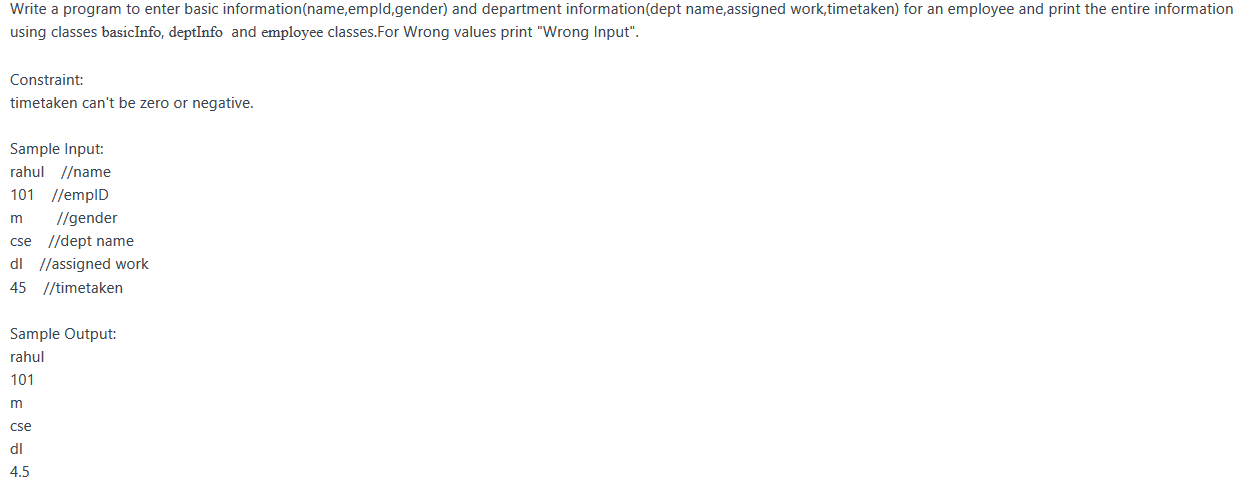 Write a program to enter basic information(name,empId,gender) and department information(dept name,assigned work,timetaken) for an employee and print the entire information
using classes basicInfo, deptInfo and employee classes.For Wrong values print "Wrong Input".
Constraint:
timetaken can't be zero or negative.
Sample Input:
rahul //name
101 //empID
m //gender
cse //dept name
dl //assigned work
45 //timetaken
Sample Output:
rahul
101
m
cse
dl
4.5